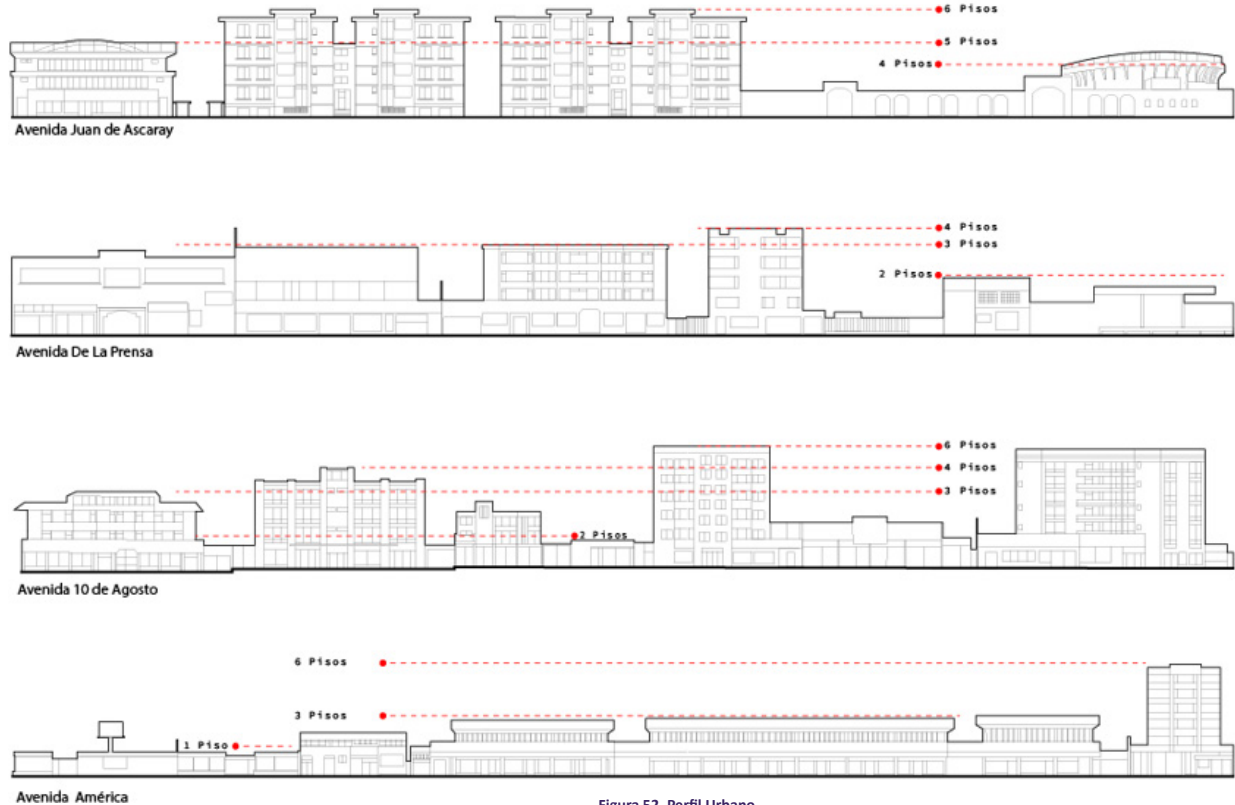 6 Pisos
5 Pisos
4 Pisos
Avenida Juan de Ascaray
4 Pisos
3 Pisos
2 Pisos
Avenida De La Prensa
6 Pisos
4 Pisos
3 Pisos
2 Pisos
Avenida 10 de Agosto
6 Pisos
3 Pisos
1 Piso
Avenida América
Figura 52. Perfil Urbano